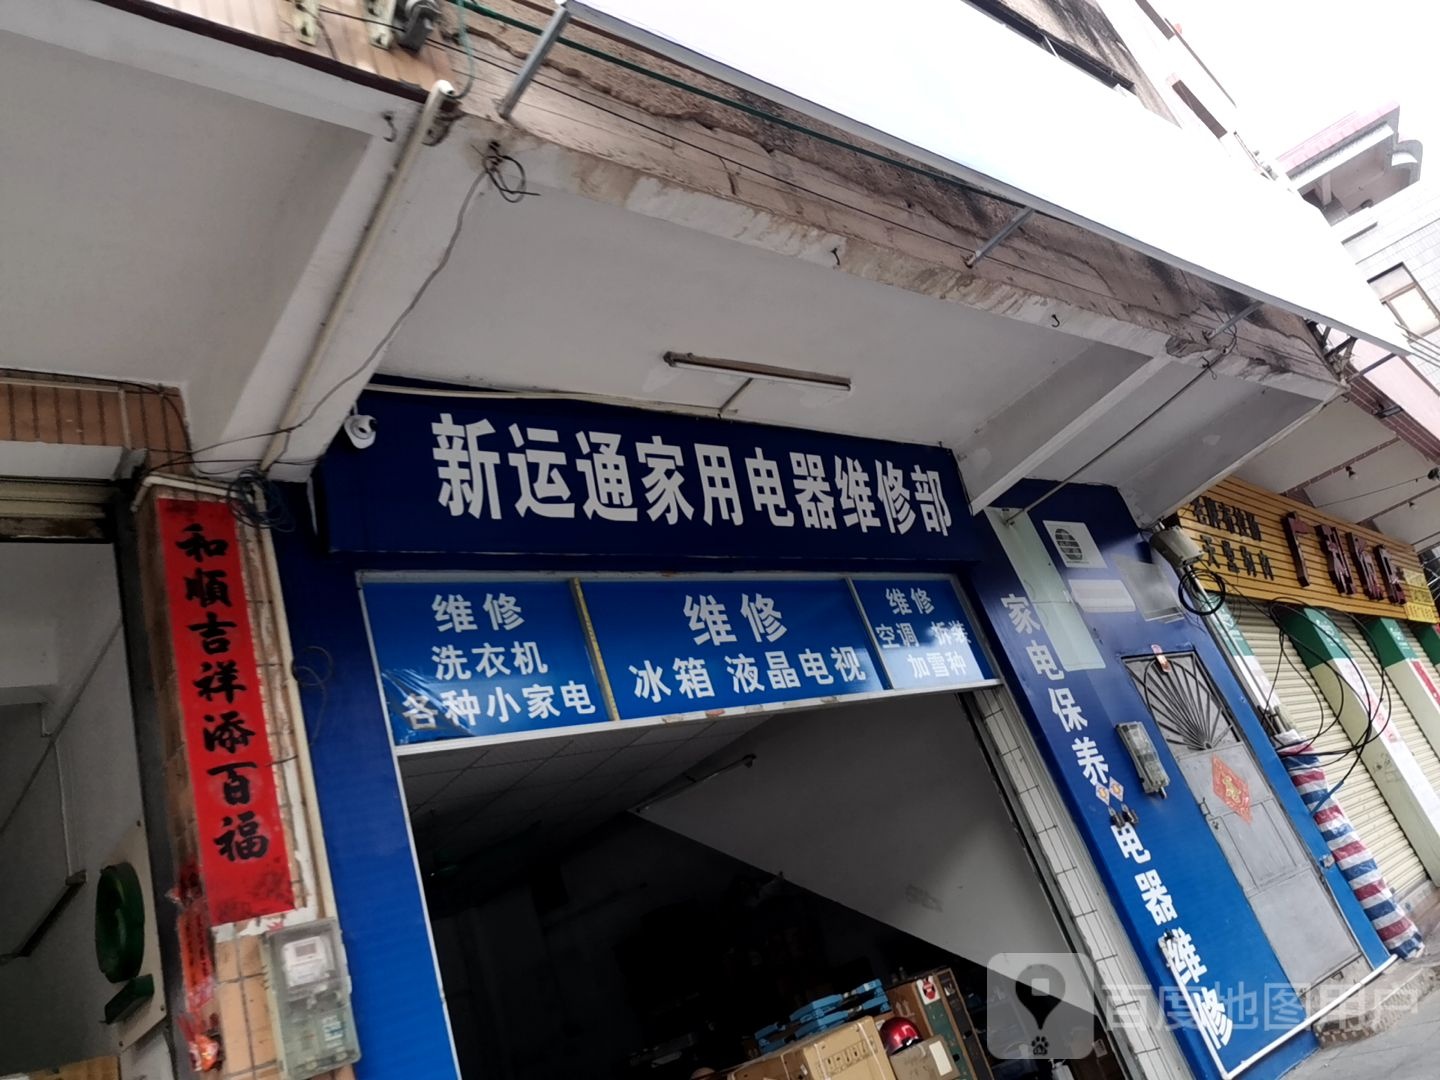 新运通家用电器维修部
维修
洗衣机
各种小家电
维修
冰箱 液晶电视
维修
空调 拆装
加雪种
和順吉祥添百福
家电保养 电器维修
百度地图用户